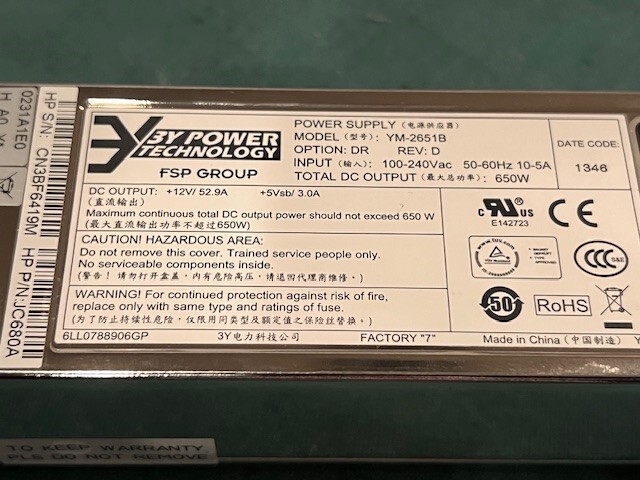 0231A1E0
HP S/N: CN3BF6419M HP P/N:JC680A
3Y POWER
TECHNOLOGY
FSP GROUP
POWER SUPPLY (电源供应器)
MODEL (型号): YM-2651B
OPTION: DR REV: D
INPUT (输入): 100-240Vac 50-60Hz 10-5A
TOTAL DC OUTPUT (最大总功率): 650W
DATE CODE:
1346
DC OUTPUT: +12V/ 52.9A +5Vsb/ 3.0A
(直流输出)
Maximum continuous total DC output power should not exceed 650 W
(最大直流输出功率不超过650W)
CAUTION! HAZARDOUS AREA:
Do not remove this cover. Trained service people only.
No serviceable components inside.
(警告! 请勿打开盒盖, 内有危险高压, 请退回代理商维修。)
WARNING! For continued protection against risk of fire,
replace only with same type and ratings of fuse.
(为了防止持续性危险, 仅限用同类型及额定值之保险丝替换。)
c UL US
E142723
CE
www.tuv.com
CCC S&E
50
RoHS
6LL0788906GP 3Y电力科技公司 FACTORY "7" Made in China (中国制造)
TO KEEP WARRANTY,
PLS DO NOT REMOVE